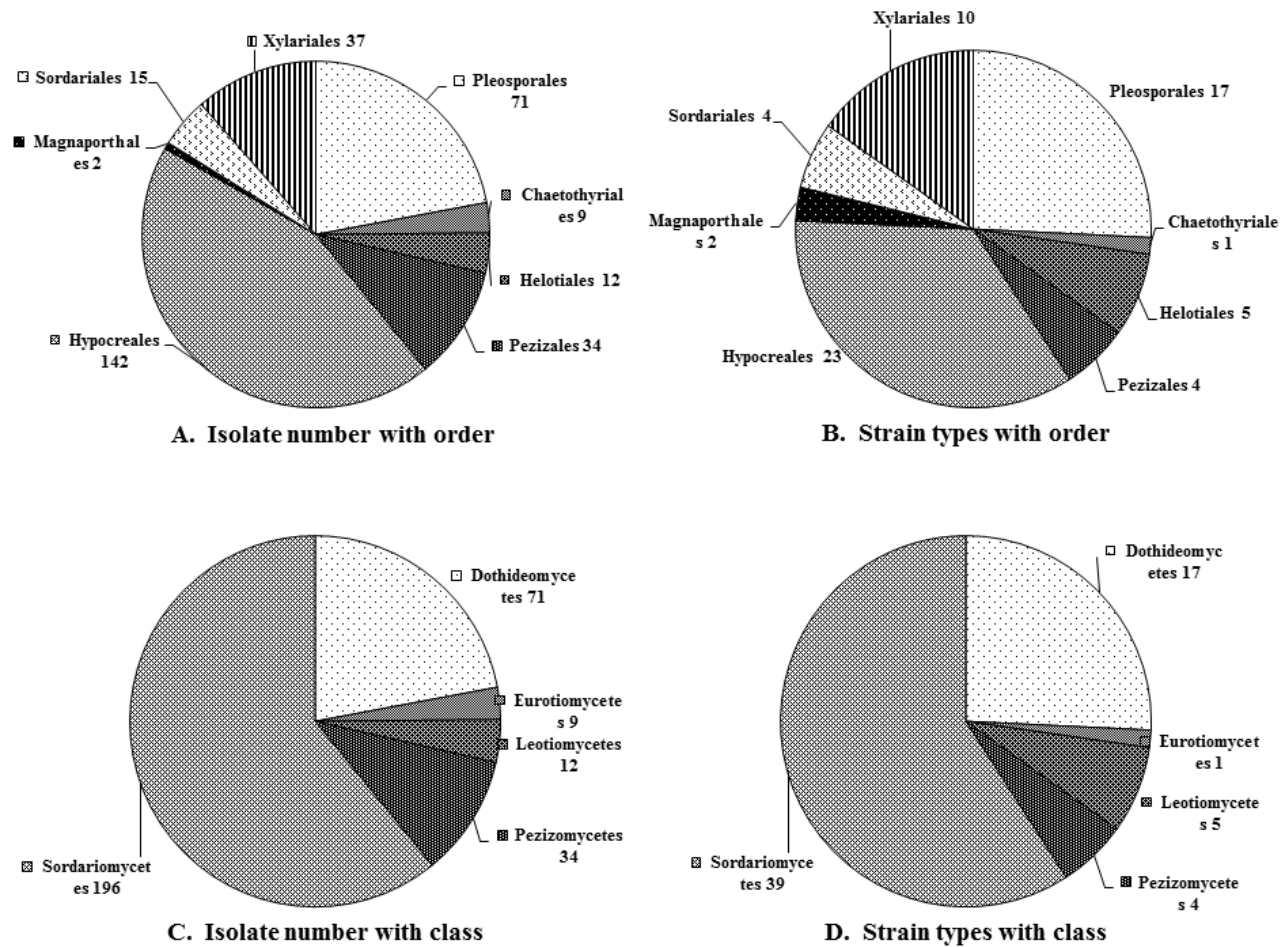 Xylariales 37
Sordariales 15
Pleosporales
71
Magnaporthal
es 2
Chaetothyrial
es 9
Helotiales 12
Hypocreales
142
Pezizales 34
A. Isolate number with order
Xylariales 10
Pleosporales 17
Sordariales 4
Magnaporthale
s 2
Chaetothyriale
s 1
Helotiales 5
Hypocreales 23
Pezizales 4
B. Strain types with order
Dothideomyce
tes 71
Eurotiomycete
s 9
Leotiomycetes
12
Pezizomycetes
34
Sordariomycet
es 196
C. Isolate number with class
Dothideomyc
etes 17
Eurotiomycet
es 1
Leotiomycete
s 5
Sordariomyce
tes 39
Pezizomycete
s 4
D. Strain types with class